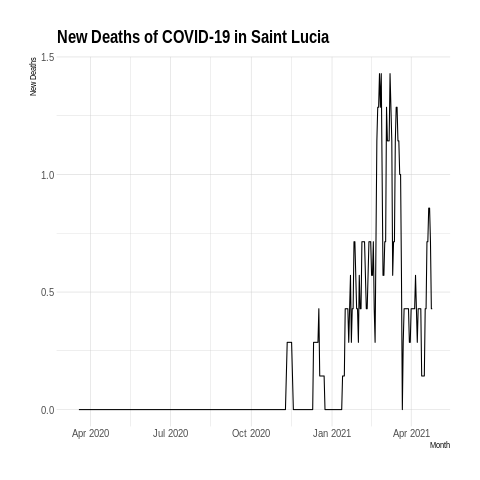 New Deaths of COVID-19 in Saint Lucia
New Deaths
1.5
1.0
0.5
0.0
Apr 2020 Jul 2020 Oct 2020 Jan 2021 Apr 2021
Month